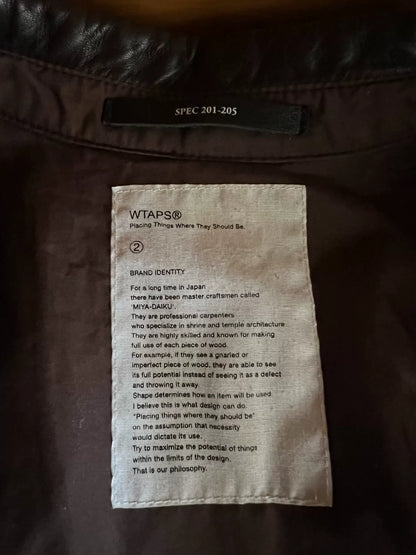 SPEC 201-205
WTAPS®
Placing Things Where They Should Be.
②
BRAND IDENTITY
For a long time in Japan
there have been master craftsmen called
'MIYA-DAIKU'.
They are professional carpenters
who specialize in shrine and temple architecture
They are highly skilled and known for making
full use of each piece of wood.
For example, if they see a gnarled or
imperfect piece of wood, they are able to see
its full potential instead of seeing it as a defect
and throwing it away.
Shape determines how an item will be used.
I believe this is what design can do.
"Placing things where they should be"
on the assumption that necessity
would dictate its use.
Try to maximize the potential of things
within the limits of the design.
That is our philosophy.